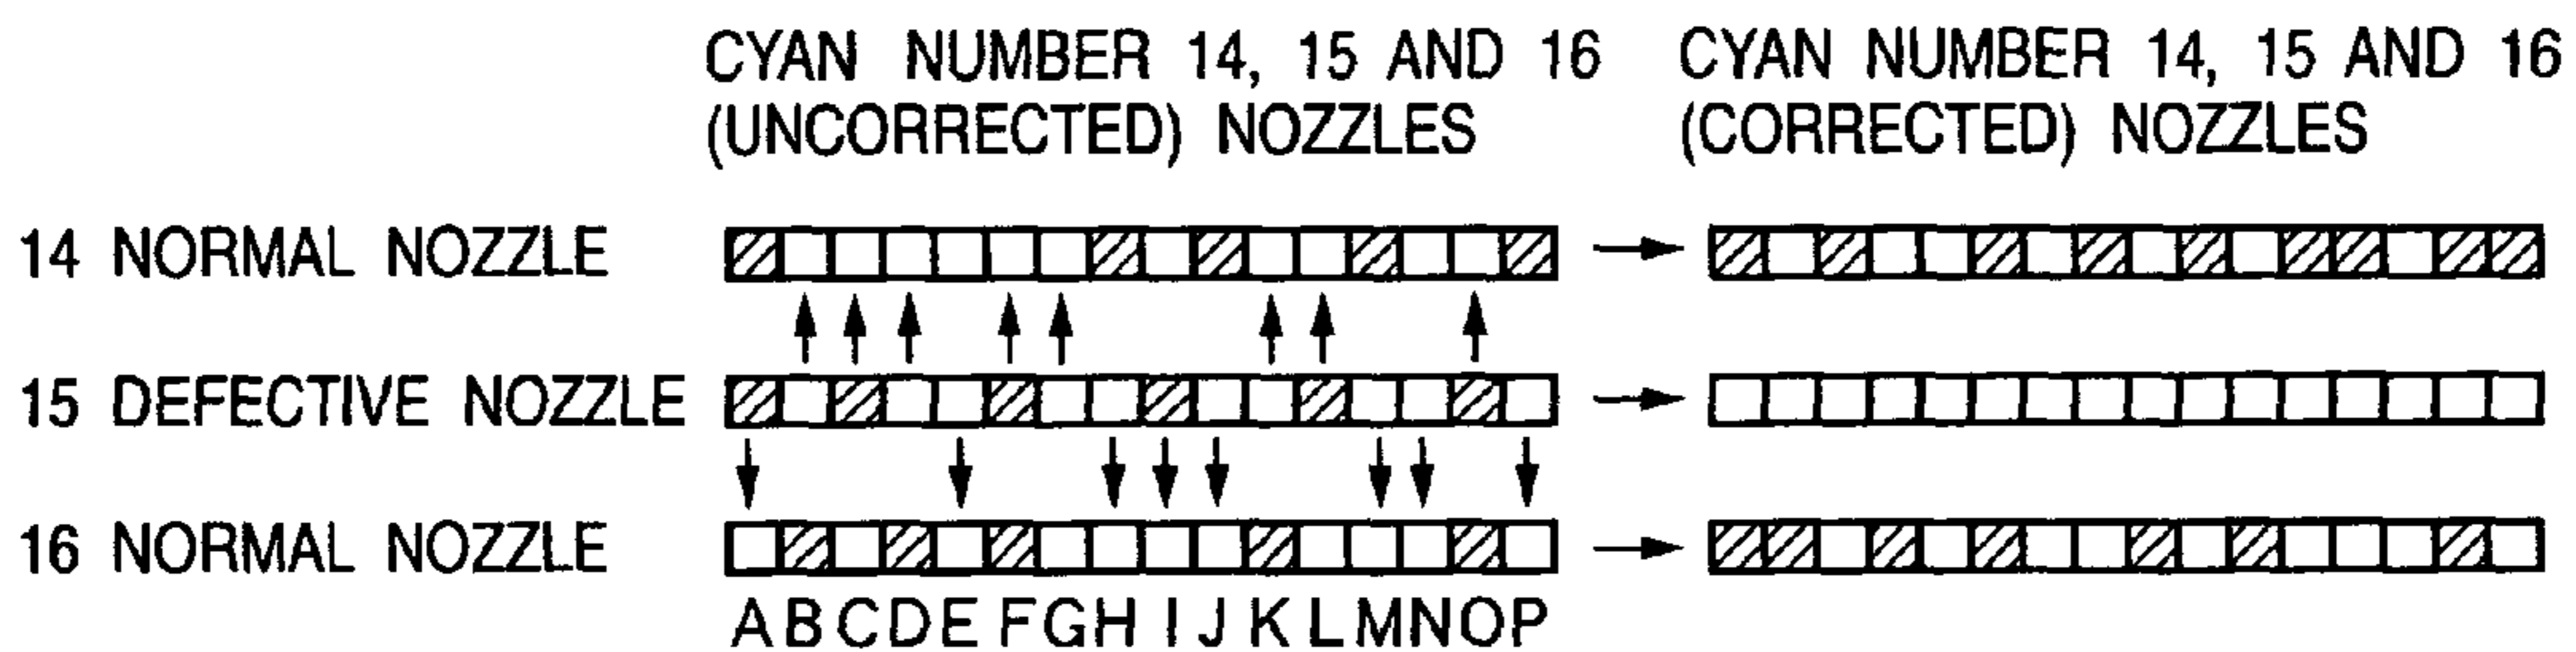 CYAN NUMBER 14, 15 AND 16
(UNCORRECTED) NOZZLES
CYAN NUMBER 14, 15 AND 16
(CORRECTED) NOZZLES
14 NORMAL NOZZLE
15 DEFECTIVE NOZZLE
16 NORMAL NOZZLE
A B C D E F G H I J K L M N O P